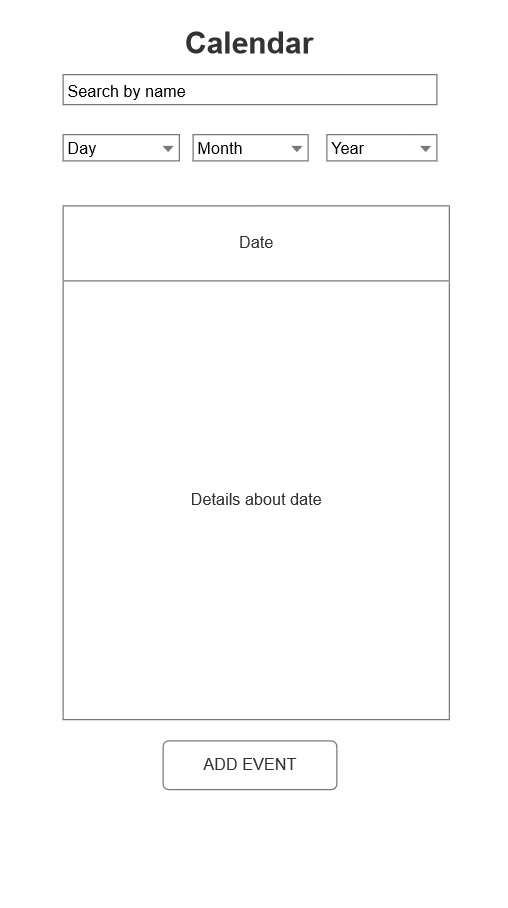 Calendar
Search by name
Day Month Year
Date
Details about date
ADD EVENT